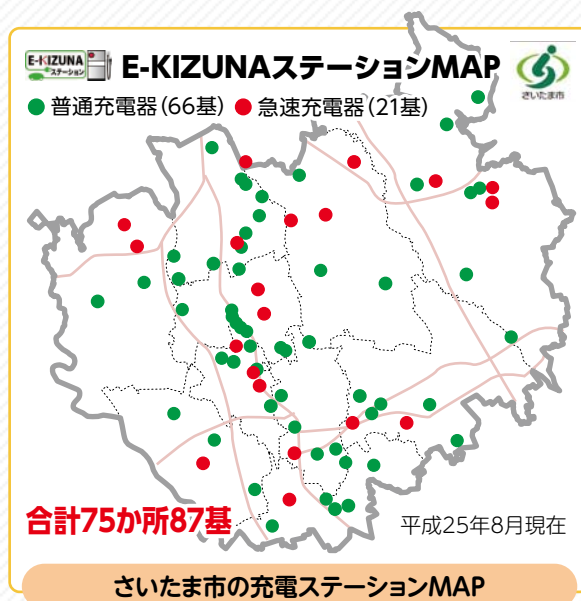 E-KIZUNA
ステーション
E-KIZUNAステーションMAP
さいたま市
普通充電器(66基) 急速充電器(21基)
合計75か所87基
平成25年8月現在
さいたま市の充電ステーションMAP